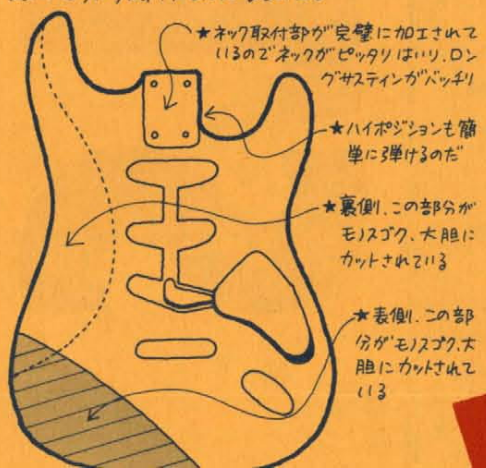 ★ネック取付部が完璧に加工されて
いるのでネックがピッタリはいり、ロン
グサスティンがバッチリ
★ハイポジションも簡
単に弾けるのだ
★裏側、この部分が
モノスゴク、大胆に
カットされている
★表側、この部
分がモノスゴク、大
胆にカットされて
いる